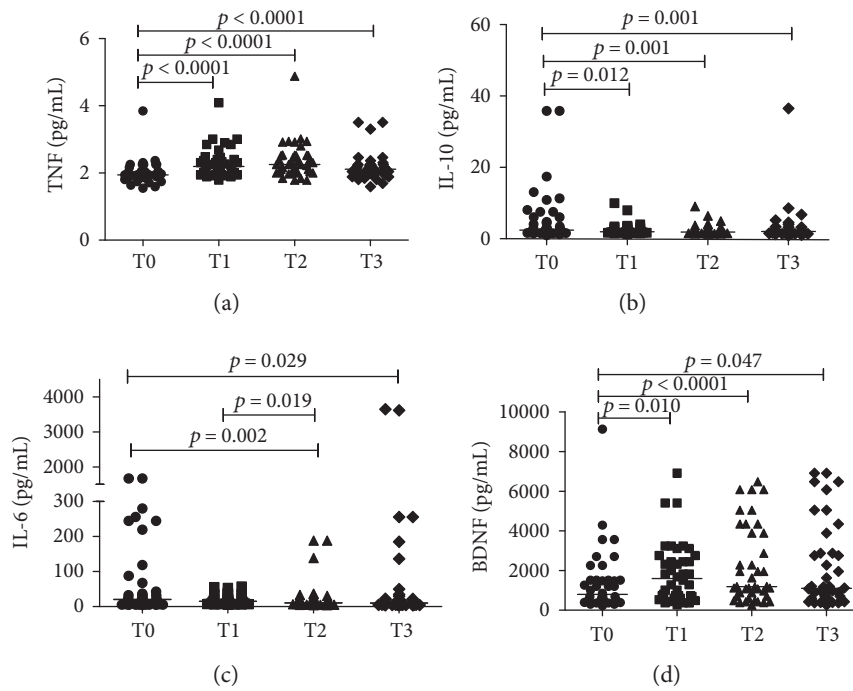 p < 0.0001
p < 0.0001
p < 0.0001
6
4
2
0
TNF (pg/mL)
T0 T1 T2 T3
(a)
p = 0.001
p = 0.001
p = 0.012
60
40
20
0
IL-10 (pg/mL)
T0 T1 T2 T3
(b)
p = 0.029
p = 0.019
p = 0.002
4000
3000
2000
300
200
100
0
IL-6 (pg/mL)
T0 T1 T2 T3
(c)
p = 0.047
p < 0.0001
p = 0.010
10000
8000
6000
4000
2000
0
BDNF (pg/mL)
T0 T1 T2 T3
(d)